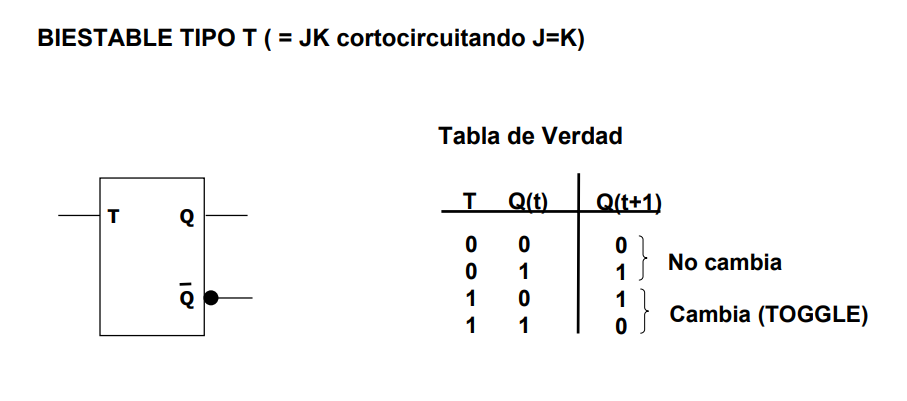 BIESTABLE TIPO T ( = JK cortocircuitando J=K)
Tabla de Verdad
T Q(t) Q(t+1)
0 0 0
0 1 1
No cambia
1 0 1
1 1 0
Cambia (TOGGLE)
T Q
Q̅